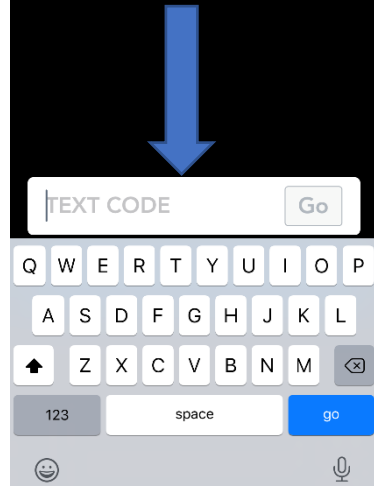 TEXT CODE Go
Q W E R T Y U I O P
A S D F G H J K L
Z X C V B N M
123 space go